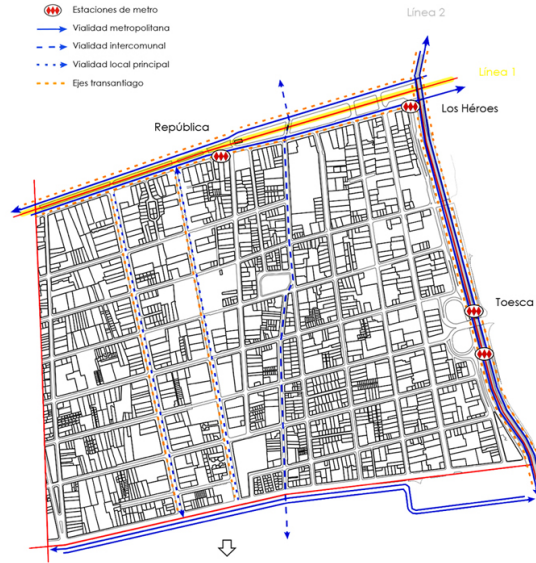 Estaciones de metro
Línea 2
Vialidad metropolitana
Vialidad intercomunal
Vialidad local principal
Línea 1
Ejes transantiago
Los Héroes
República
Toesca